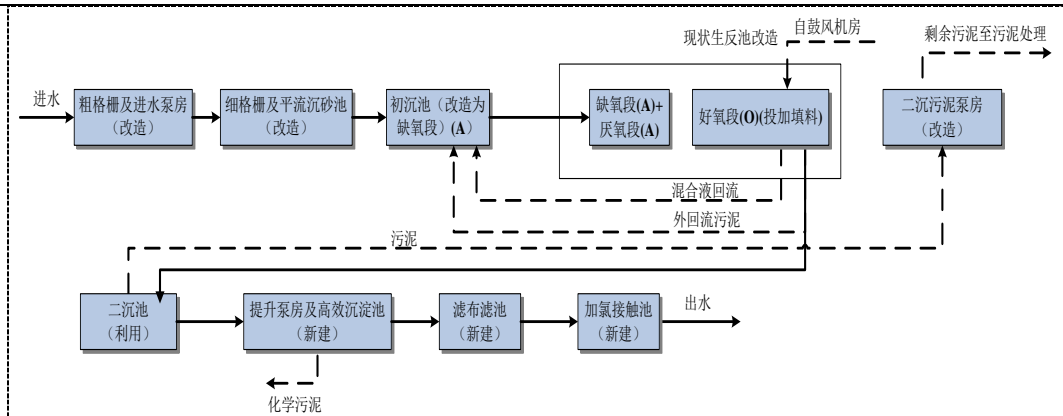 自鼓风机房
剩余污泥至污泥处理
现状生反池改造
进水
粗格栅及进水泵房
（改造）
细格栅及平流沉砂池
（改造）
初沉池（改造为
缺氧段）(A)
缺氧段(A)+
厌氧段(A)
好氧段(O)(投加填料)
二沉污泥泵房
（改造）
混合液回流
外回流污泥
污泥
二沉池
（利用）
提升泵房及高效沉淀池
（新建）
滤布滤池
（新建）
加氯接触池
（新建）
出水
化学污泥